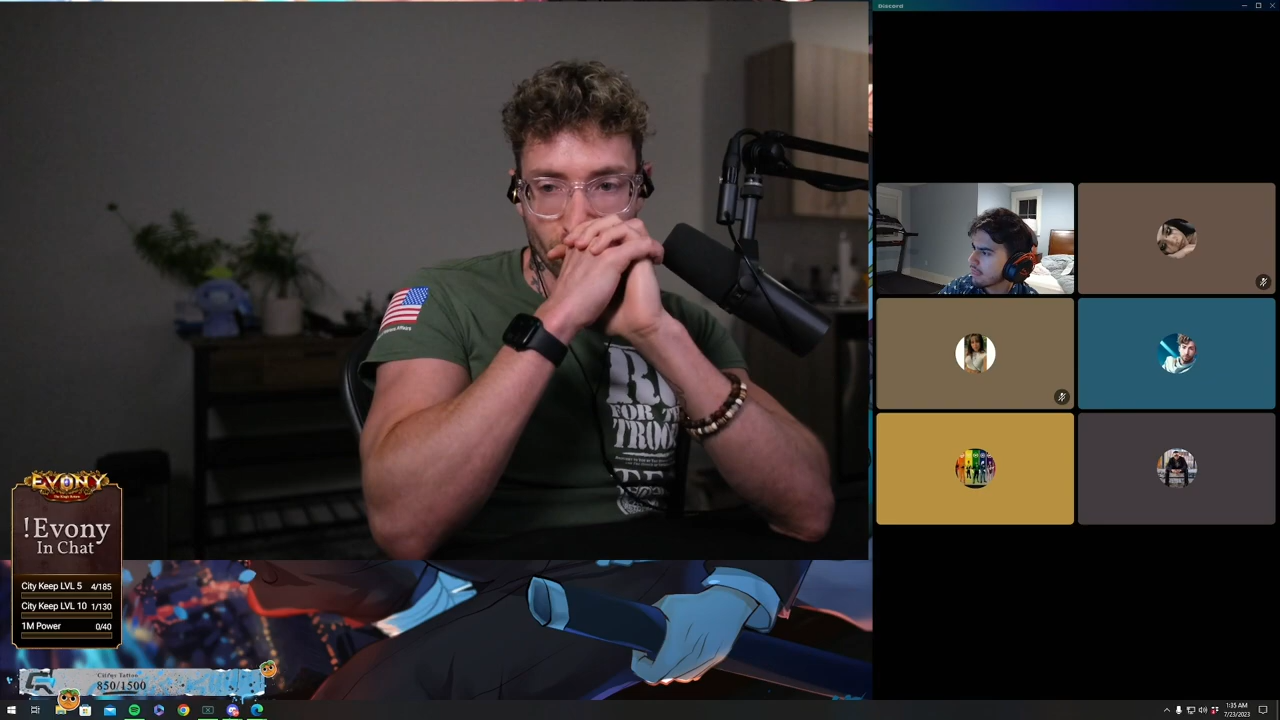 Discord
RE
FOR THE
TROOPS
EVONY
!Evony
In Chat
City Keep LVL 5 4/185
City Keep LVL 10 1/130
1M Power 0/40
850/1500
1:35 AM
7/23/2023